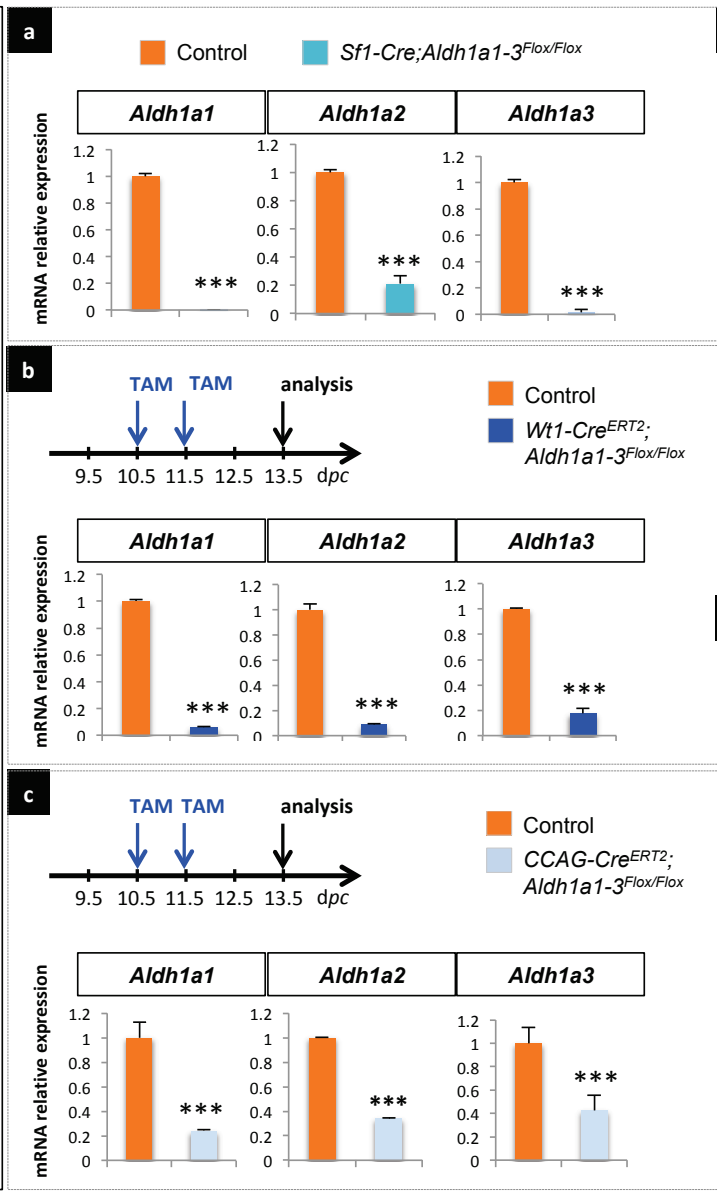 a
Control Sf1-Cre;Aldh1a1-3Flox/Flox
Aldh1a1 Aldh1a2 Aldh1a3
mRNA relative expression
1.2 1 0.8 0.6 0.4 0.2 0
***
1.2 1 0.8 0.6 0.4 0.2 0
***
1.2 1 0.8 0.6 0.4 0.2 0
***
b
TAM TAM analysis
9.5 10.5 11.5 12.5 13.5 dpc
Control
Wt1-CreERT2;
Aldh1a1-3Flox/Flox
Aldh1a1 Aldh1a2 Aldh1a3
mRNA relative expression
1.2 1 0.8 0.6 0.4 0.2 0
***
1.2 1 0.8 0.6 0.4 0.2 0
***
1.2 1 0.8 0.6 0.4 0.2 0
***
c
TAM TAM analysis
9.5 10.5 11.5 12.5 13.5 dpc
Control
CCAG-CreERT2;
Aldh1a1-3Flox/Flox
Aldh1a1 Aldh1a2 Aldh1a3
mRNA relative expression
1.2 1 0.8 0.6 0.4 0.2 0
***
1.2 1 0.8 0.6 0.4 0.2 0
***
1.2 1 0.8 0.6 0.4 0.2 0
***